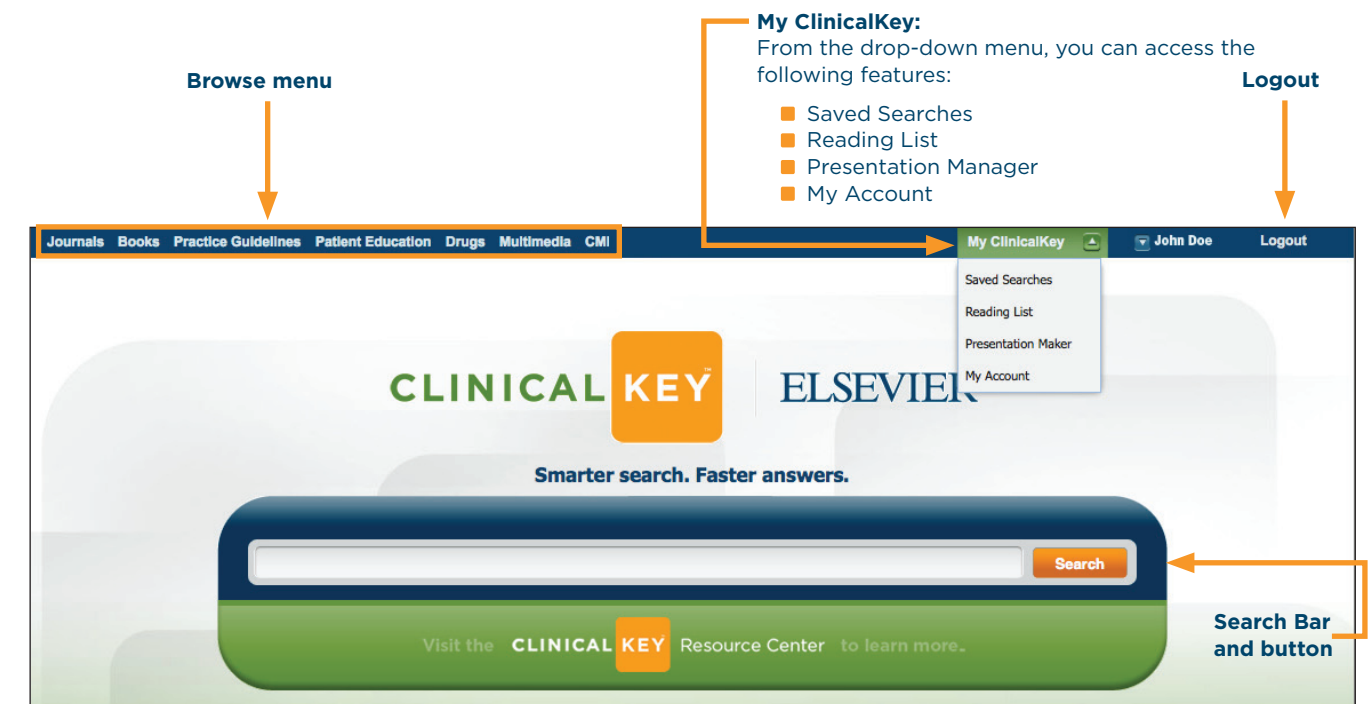 My ClinicalKey:
From the drop-down menu, you can access the
following features:
Browse menu
Logout
Saved Searches
Reading List
Presentation Manager
My Account
Journals Books Practice Guidelines Patient Education Drugs Multimedia CM
My ClinicalKey John Doe Logout
Saved Searches
Reading List
Presentation Maker
My Account
CLINICAL KEY™ ELSEVIER
Smarter search. Faster answers.
Search
Visit the CLINICAL KEY Resource Center to learn more.
Search Bar
and button